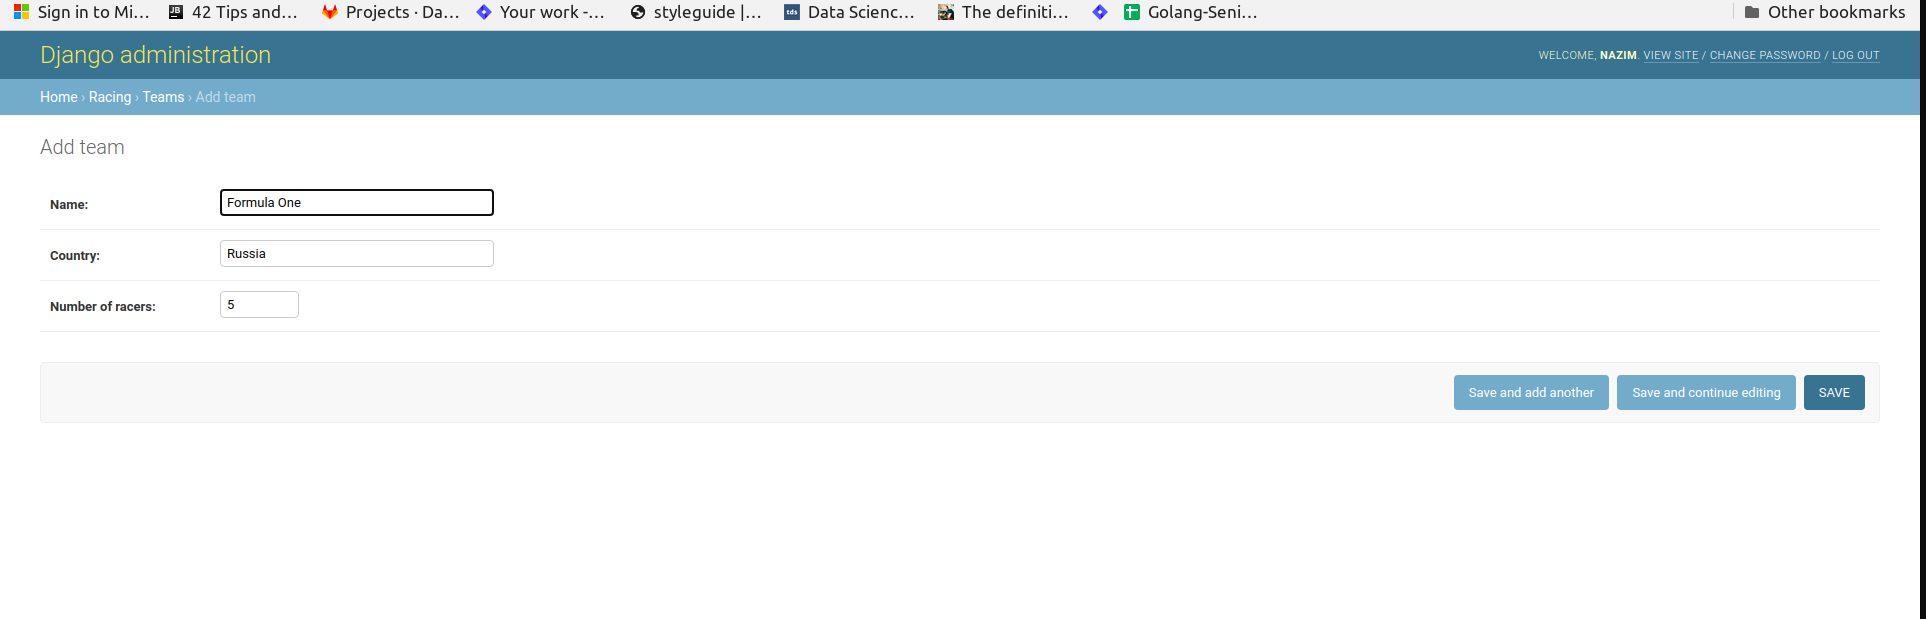 Sign in to Mi... 42 Tips and... Projects · Da... Your work -... styleguide |... Data Scienc... The definiti... Golang-Seni... Other bookmarks
Django administration
WELCOME, NAZIM. VIEW SITE / CHANGE PASSWORD / LOG OUT
Home › Racing › Teams › Add team
Add team
Name: Formula One
Country: Russia
Number of racers: 5
Save and add another Save and continue editing SAVE